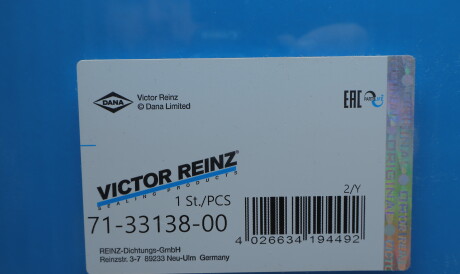 DANA
Victor Reinz
© Dana Limited
EAC
VICTOR REINZ®
SEALING PRODUCTS
1 St./PCS
2/Y
71-33138-00
4 026634 194492
REINZ-Dichtungs-GmbH
Reinzstr. 3-7 89233 Neu-Ulm Germany